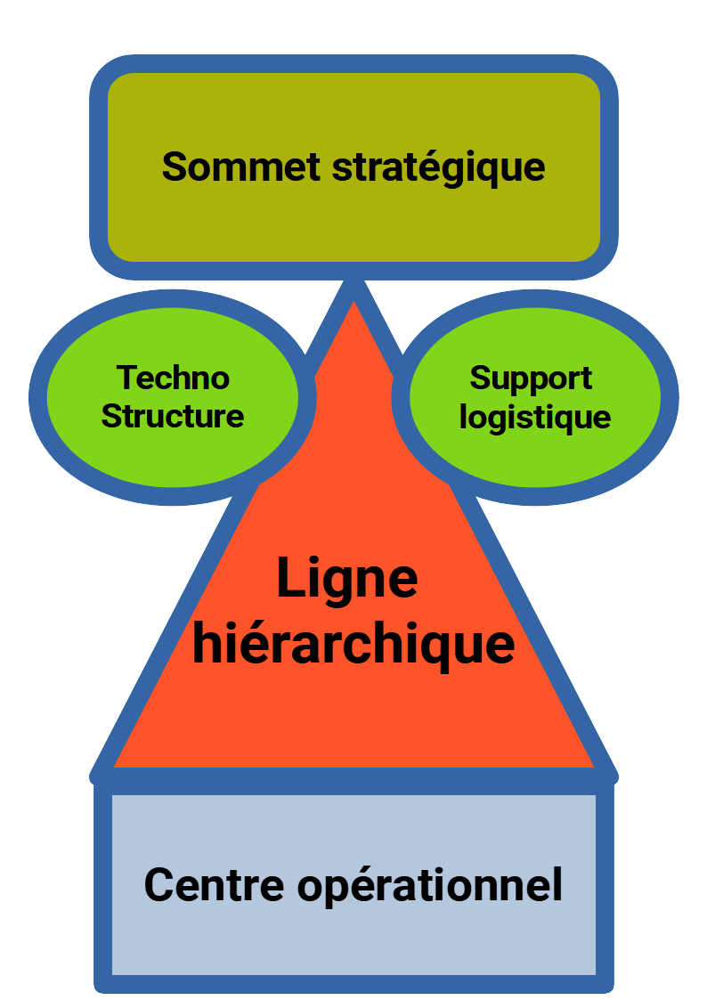 Sommet stratégique
Techno
Structure
Support
logistique
Ligne
hiérarchique
Centre opérationnel